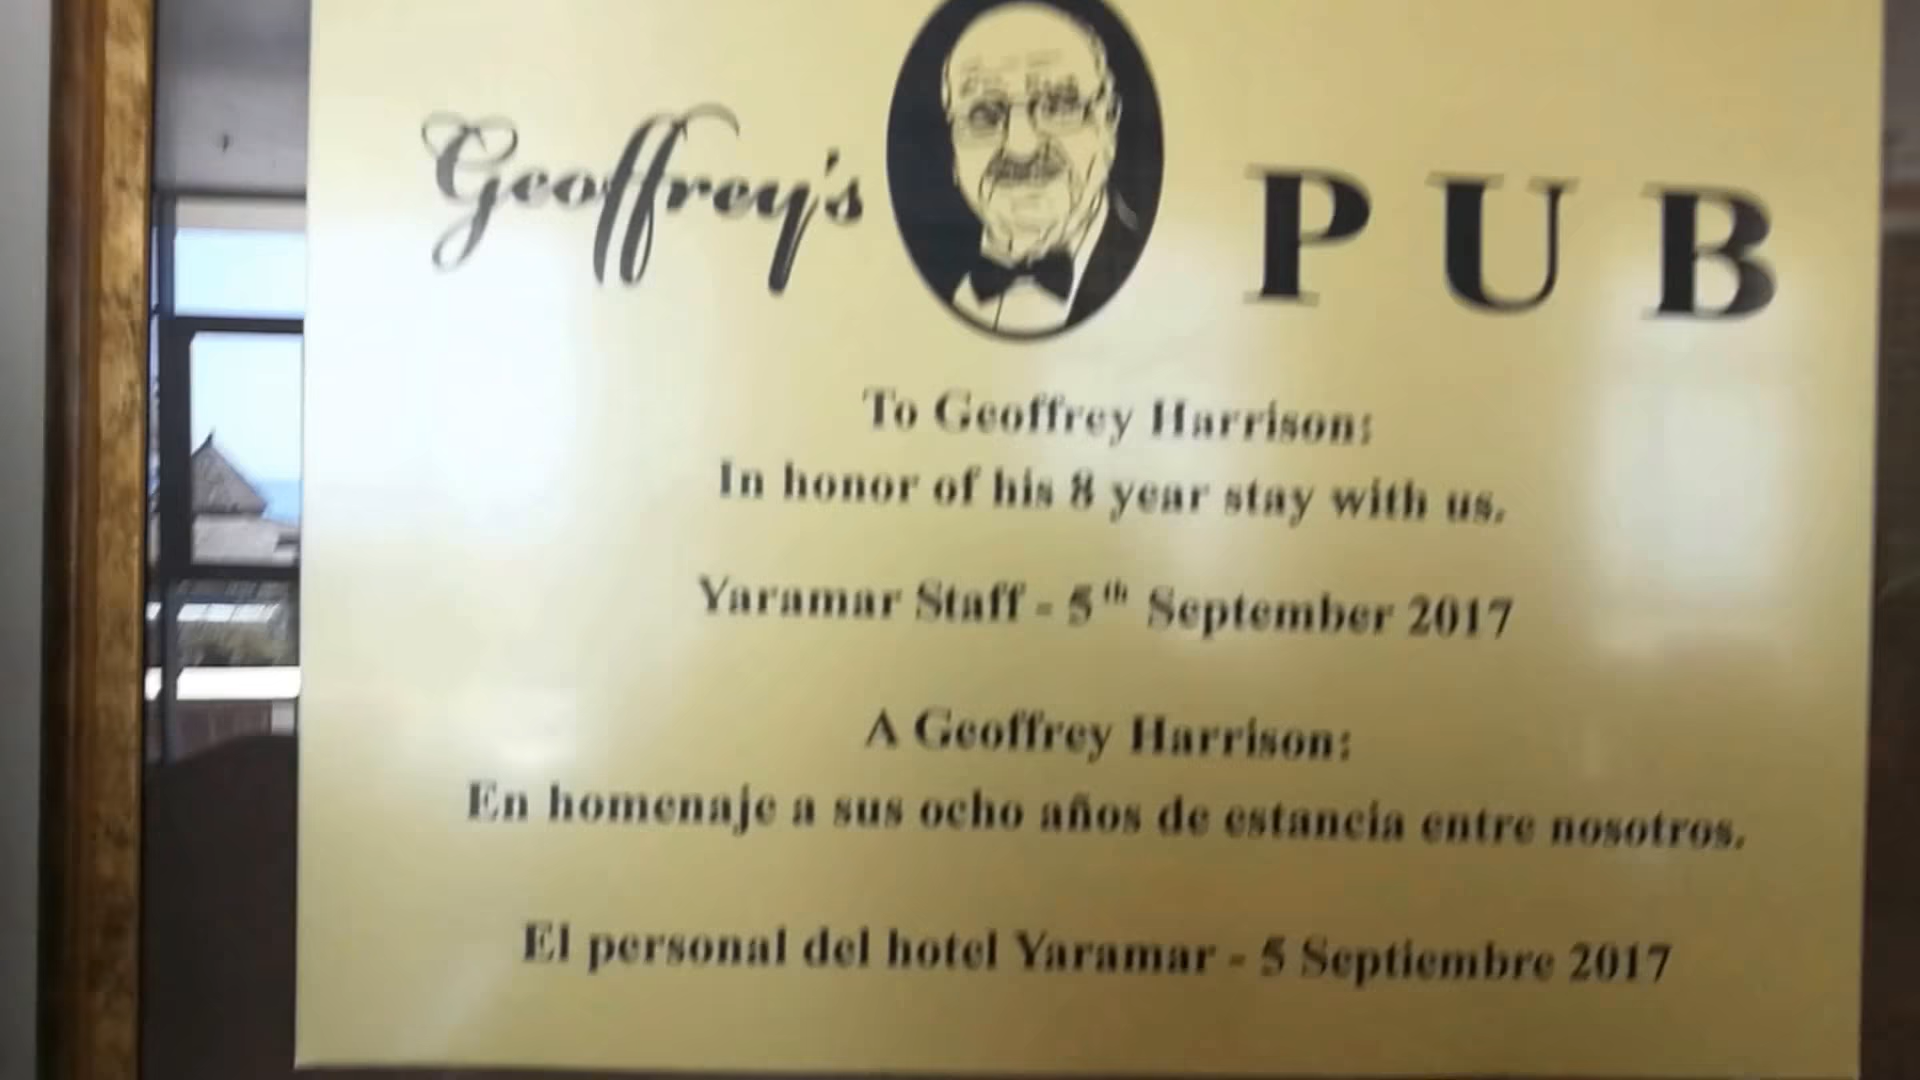 Geoffrey's PUB
To Geoffrey Harrison:
In honor of his 8 year stay with us.
Yaramar Staff - 5th September 2017
A Geoffrey Harrison:
En homenaje a sus ocho años de estancia entre nosotros.
El personal del hotel Yaramar - 5 Septiembre 2017